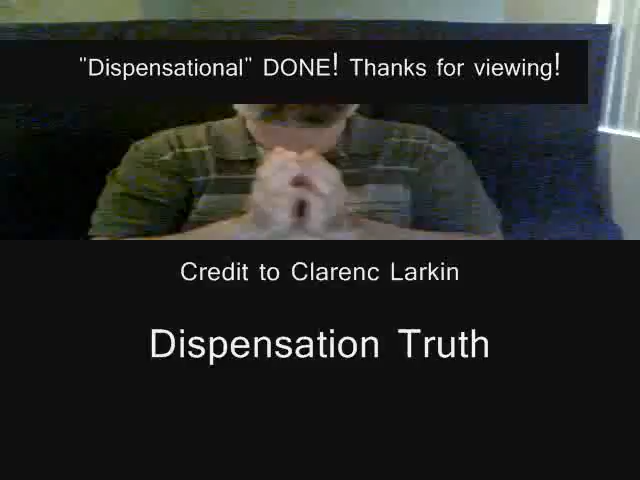 "Dispensational" DONE! Thanks for viewing!
Credit to Clarenc Larkin
Dispensation Truth